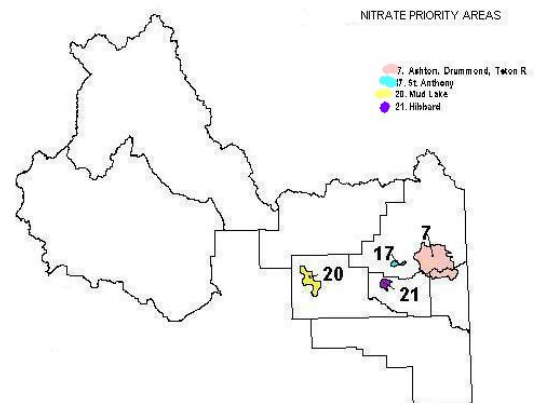 NITRATE PRIORITY AREAS
7. Ashton, Drummond, Teton R
17. St. Anthony
20. Mud Lake
21. Hibbard
7
17
20
21